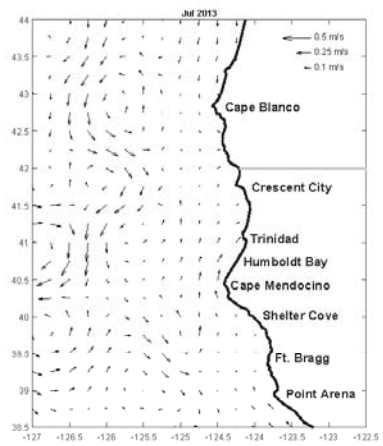 Jul 2013
44
0.5 m/s
0.25 m/s
43.5
0.1 m/s
43
Cape Blanco
42.5
42
Crescent City
41.5
Trinidad
41
Humboldt Bay
40.5
Cape Mendocino
40
Shelter Cove
39.5
Ft. Bragg
39
Point Arena
38.5
-127 -126.5 -126 -125.5 -125 -124.5 -124 -123.5 -123 -122.5